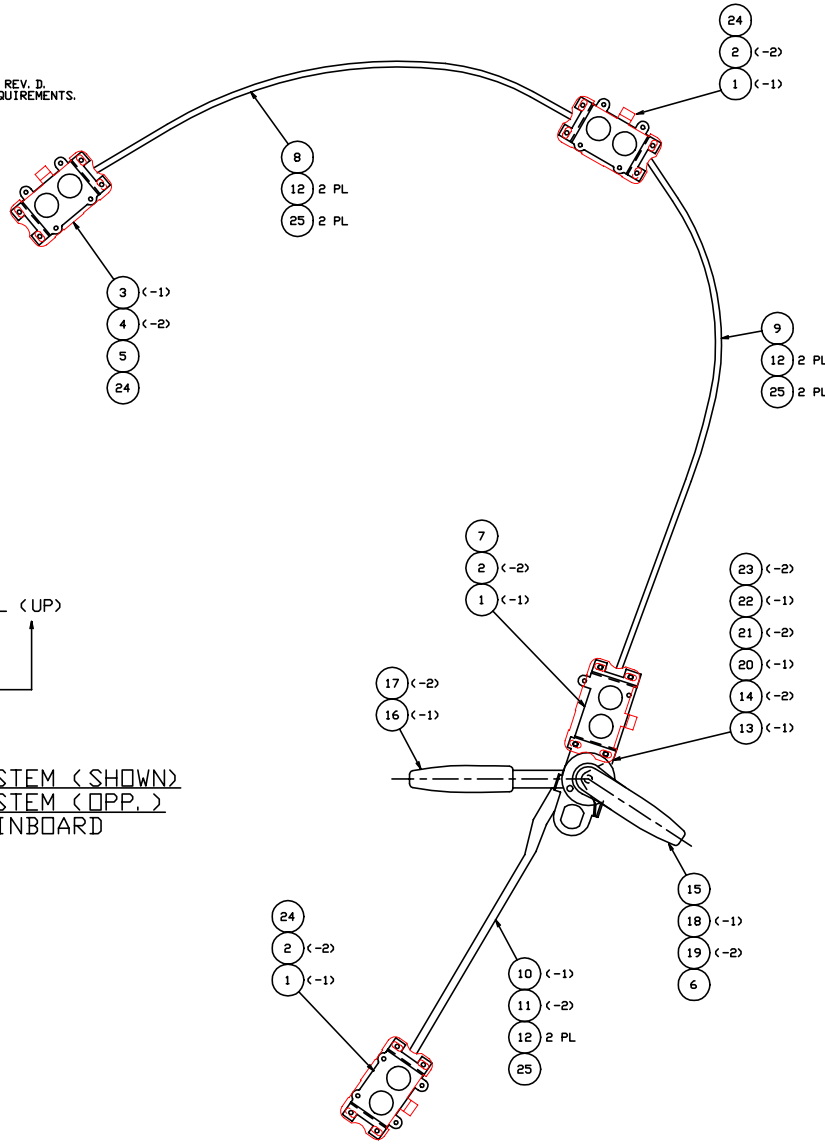 24
2 (-2)
1 (-1)
REV. D.
QUIREMENTS.
8
12 2 PL
25 2 PL
3 (-1)
4 (-2)
5
24
9
12 2 PL
25 2 PL
7
2 (-2)
1 (-1)
23 (-2)
22 (-1)
21 (-2)
20 (-1)
14 (-2)
13 (-1)
(UP)
17 (-2)
16 (-1)
STEM (SHOWN)
STEM (OPP.)
INBOARD
15
18 (-1)
19 (-2)
6
24
2 (-2)
1 (-1)
10 (-1)
11 (-2)
12 2 PL
25